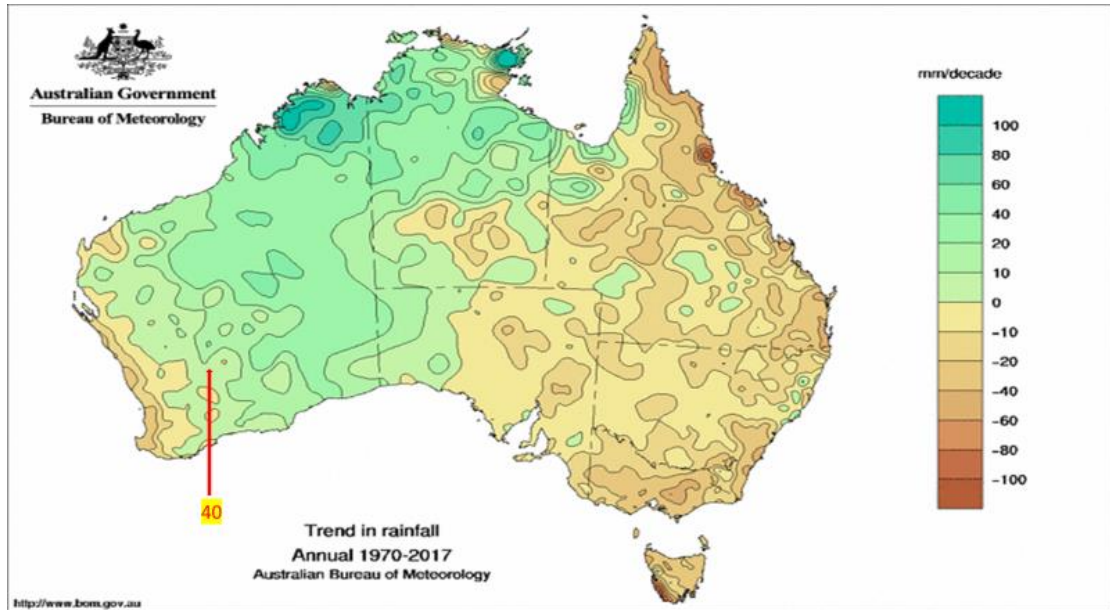 Australian Government
Bureau of Meteorology
mm/decade
100
80
60
40
20
10
0
-10
-20
-40
-60
-80
-100
40
Trend in rainfall
Annual 1970-2017
Australian Bureau of Meteorology
http://www.bom.gov.au